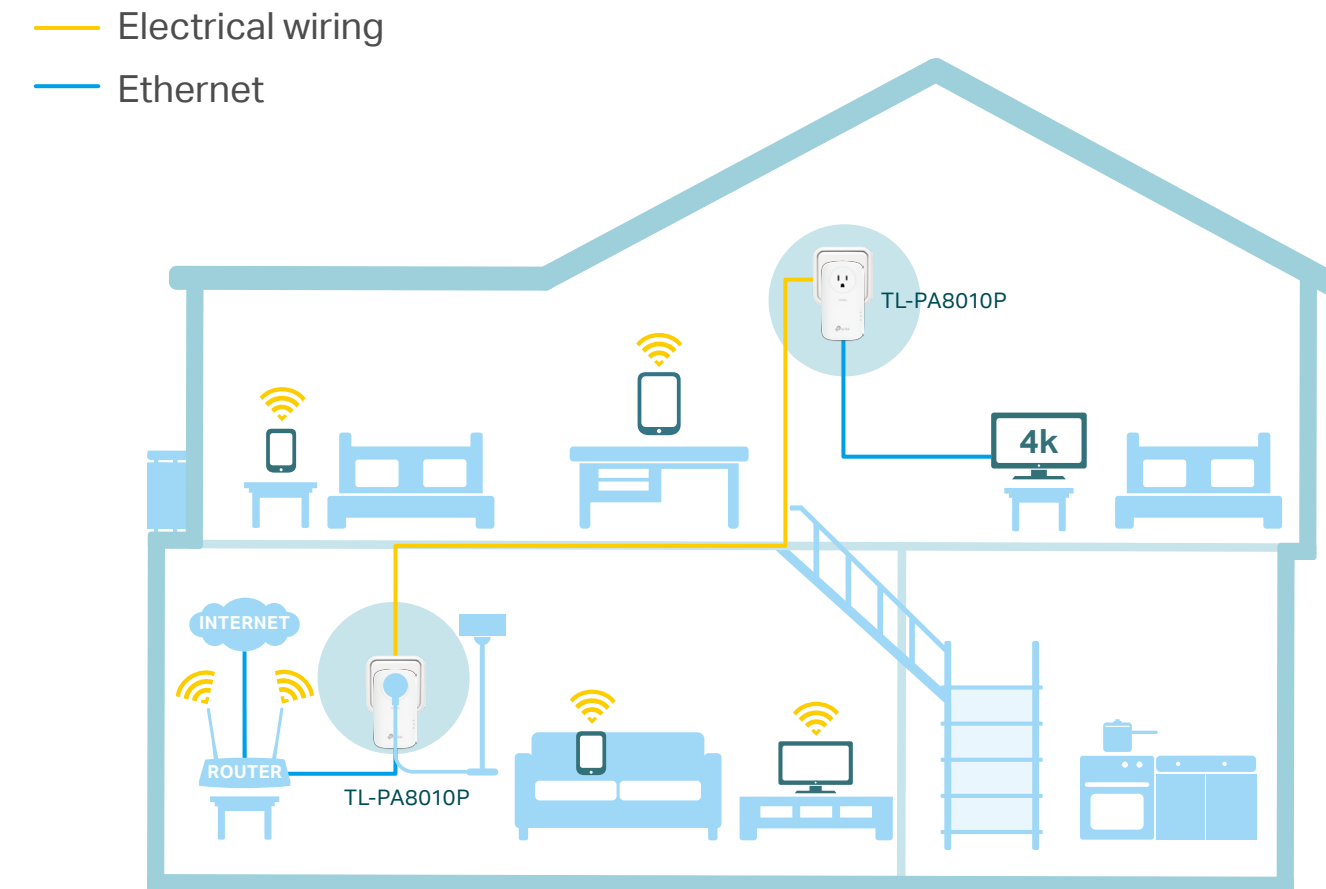 Electrical wiring
Ethernet
TL-PA8010P
4k
INTERNET
ROUTER
TL-PA8010P